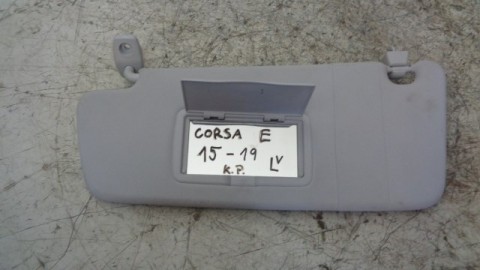 CORSA E
15-19 LV
K.P.